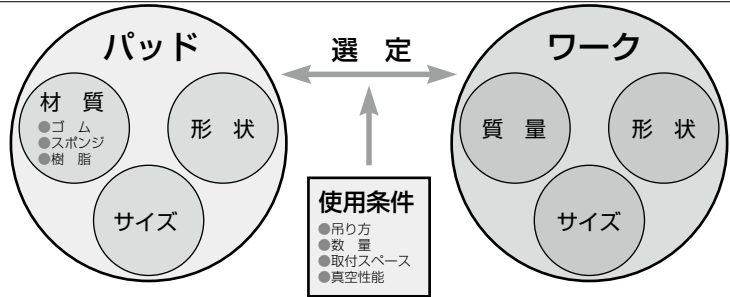 パッド
材 質
●ゴ ム
●スポンジ
●樹 脂
形 状
サイズ
選 定
使用条件
●吊り方
●数 量
●取付スペース
●真空性能
ワーク
質 量
形 状
サイズ